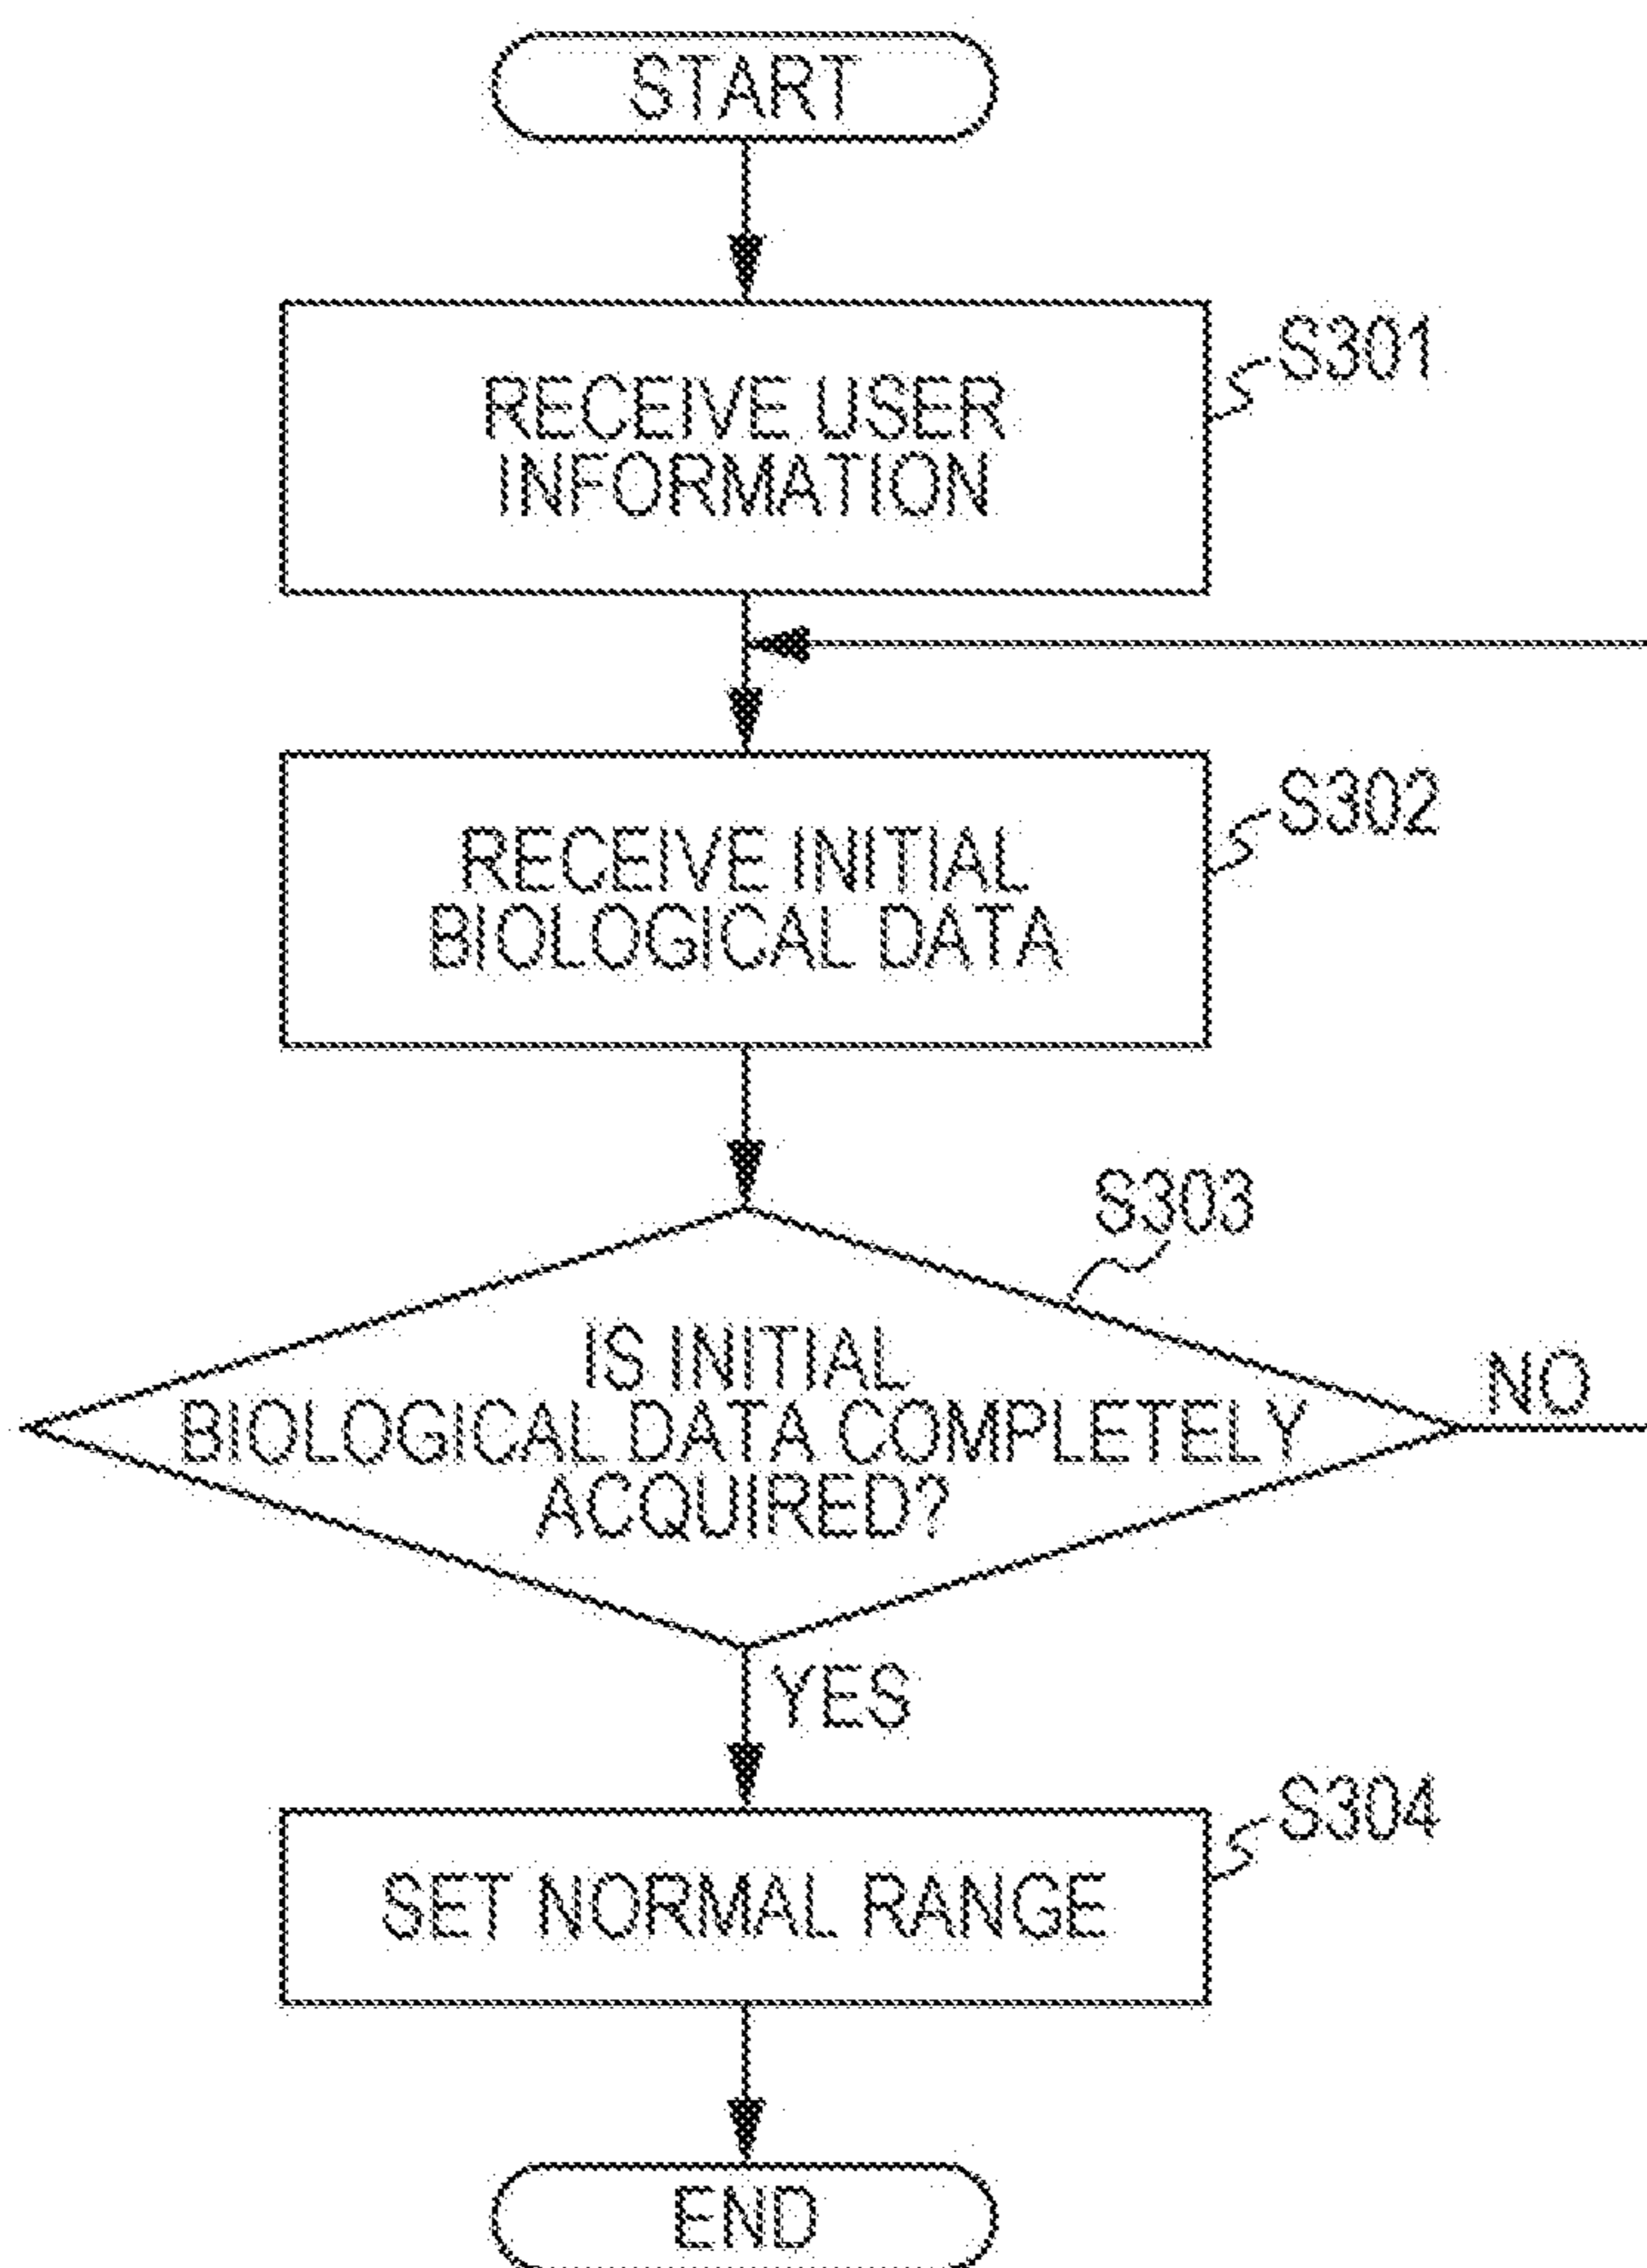 START
RECEIVE USER
INFORMATION
S301
RECEIVE INITIAL
BIOLOGICAL DATA
S302
S303
IS INITIAL
BIOLOGICAL DATA COMPLETELY
ACQUIRED?
NO
YES
SET NORMAL RANGE
S304
END